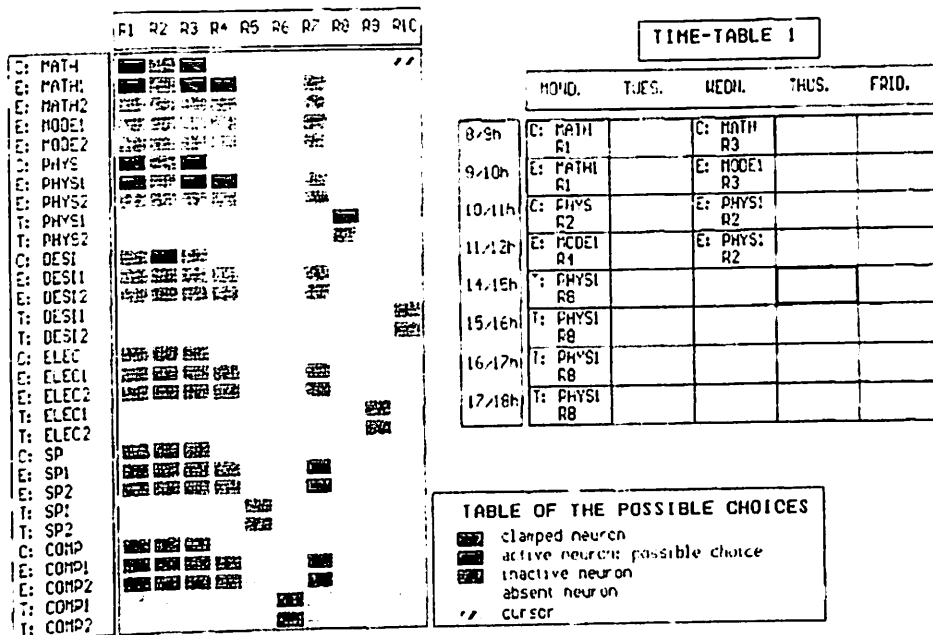 R1 R2 R3 R4 R5 R6 R7 R8 R9 R10
C: MATH
E: MATH1
E: MATH2
E: MODE1
E: MODE2
C: PHYS
E: PHYS1
E: PHYS2
T: PHYS1
T: PHYS2
C: DESI
E: DESI1
E: DESI2
T: DESI1
T: DESI2
C: ELEC
E: ELEC1
E: ELEC2
T: ELEC1
T: ELEC2
C: SP
E: SP1
E: SP2
T: SP1
T: SP2
C: COMP
E: COMP1
E: COMP2
T: COMP1
T: COMP2
TIME-TABLE 1
MOND. TUES. WEDN. THUS. FRID.
8/9h C: MATH C: MATH
R1 R3
9/10h E: MATH1 E: MODE1
R1 R3
10/11h C: PHYS E: PHYS1
R2 R2
11/12h E: MODE1 E: PHYS1
R4 R2
14/15h T: PHYS1
R8
15/16h T: PHYS1
R8
16/17h T: PHYS1
R8
17/18h T: PHYS1
R8
TABLE OF THE POSSIBLE CHOICES
clamped neuron
active neuron: possible choice
inactive neuron
absent neuron
cursor